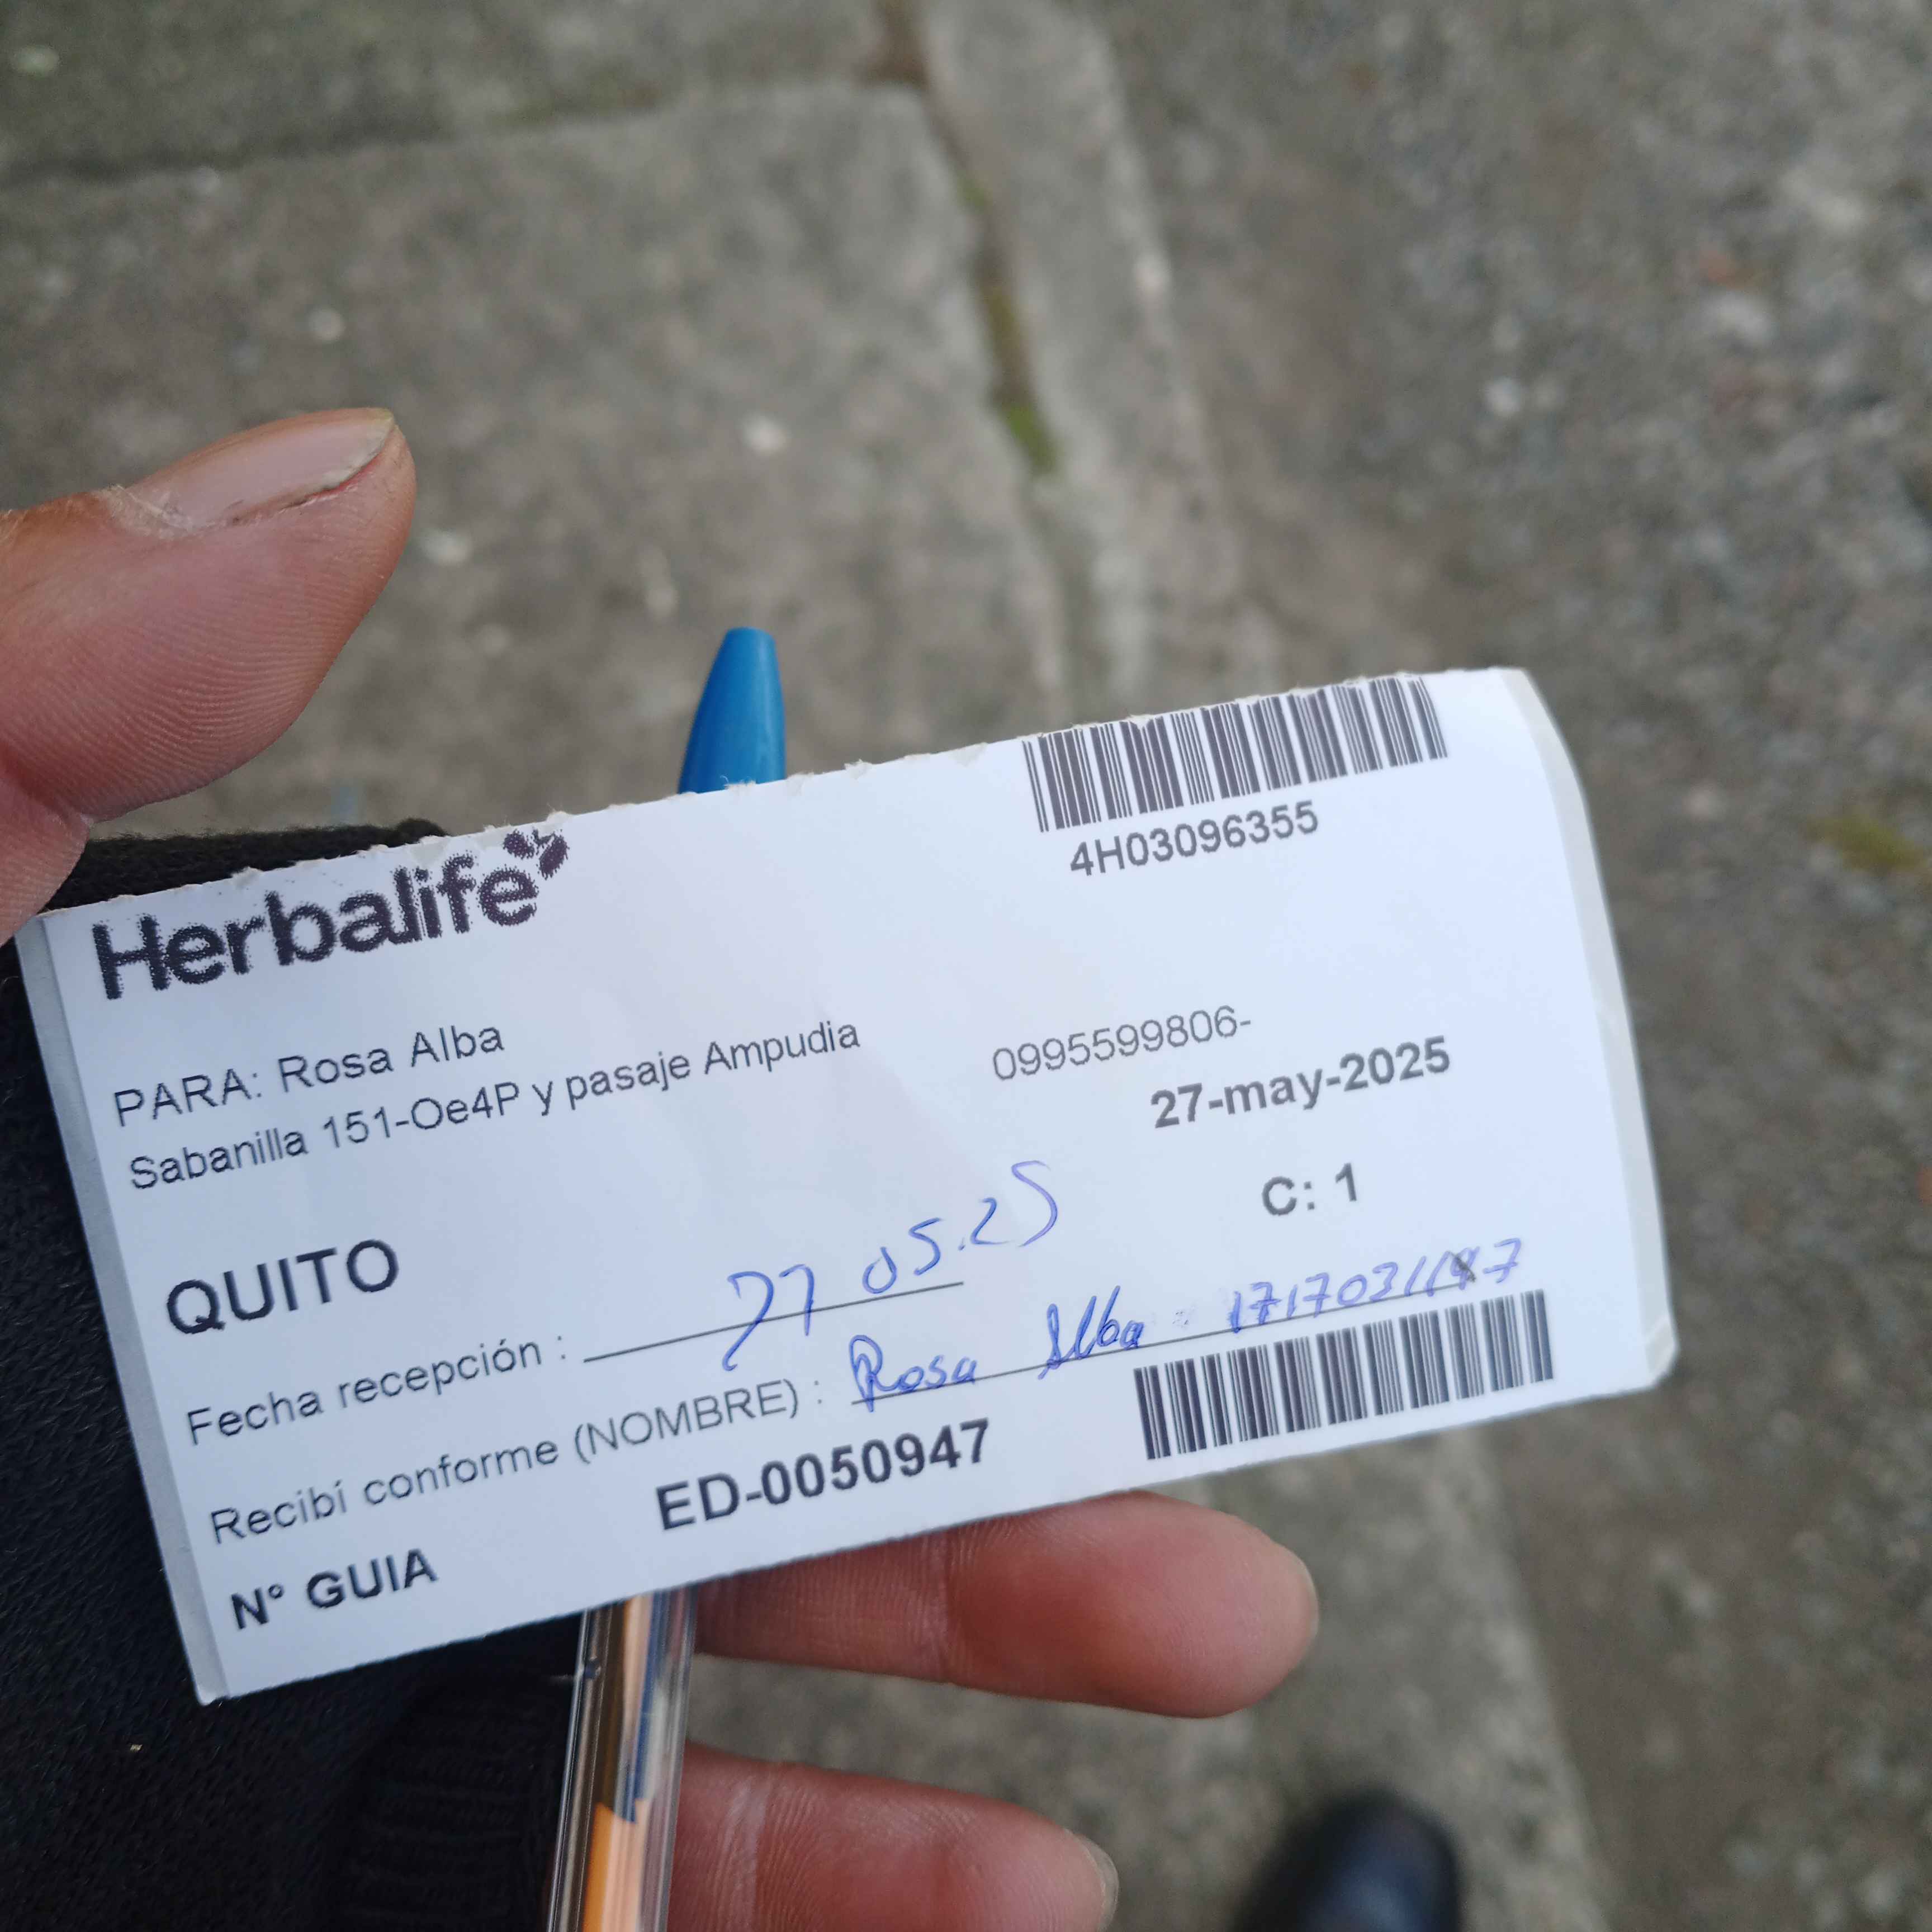 Herbalife
4H03096355
PARA: Rosa Alba
Sabanilla 151-Oe4P y pasaje Ampudia
0995599806-
27-may-2025
QUITO
C: 1
Fecha recepción : 27 05.25
Recibí conforme (NOMBRE) : Rosa Alba
N° GUIA ED-0050947